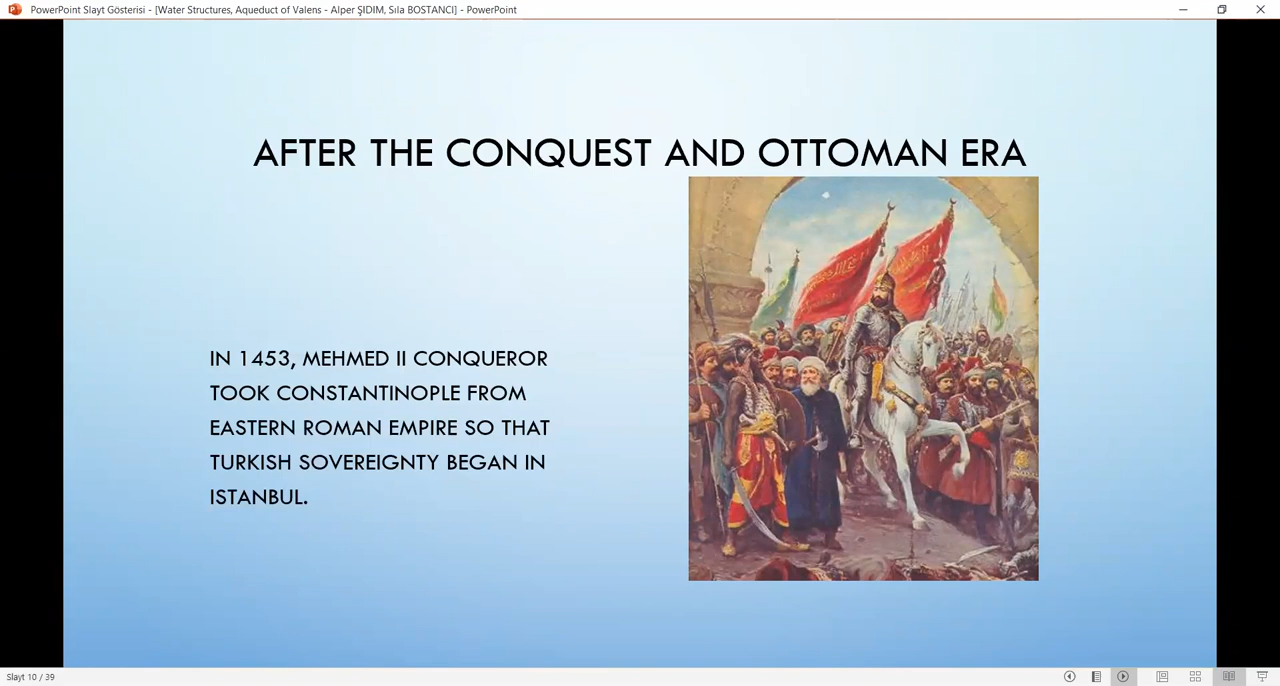 PowerPoint Slayt Gösterisi - [Water Structures, Aqueduct of Valens - Alper ŞIDIM, Sıla BOSTANCI] - PowerPoint
AFTER THE CONQUEST AND OTTOMAN ERA
IN 1453, MEHMED II CONQUEROR
TOOK CONSTANTINOPLE FROM
EASTERN ROMAN EMPIRE SO THAT
TURKISH SOVEREIGNTY BEGAN IN
ISTANBUL.
Slayt 10 / 39